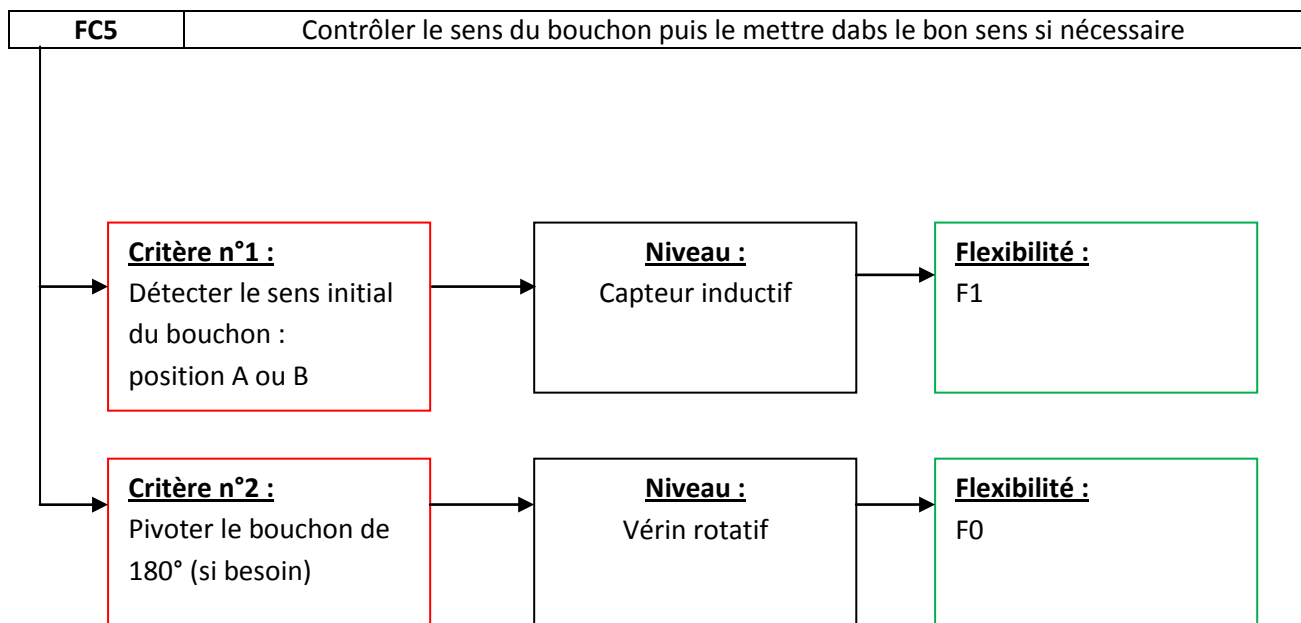 FC5 Contrôler le sens du bouchon puis le mettre dabs le bon sens si nécessaire
Critère n°1 :
Détecter le sens initial
du bouchon :
position A ou B
Niveau :
Capteur inductif
Flexibilité :
F1
Critère n°2 :
Pivoter le bouchon de
180° (si besoin)
Niveau :
Vérin rotatif
Flexibilité :
F0